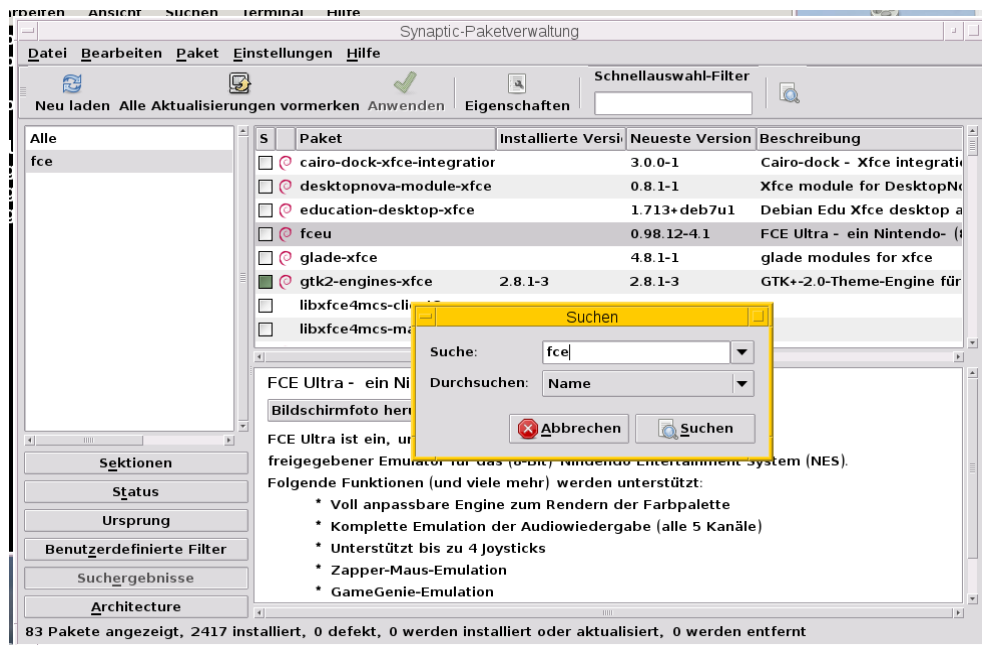 Ansicht Suchen Terminal Hilfe
Synaptic-Paketverwaltung
Datei Bearbeiten Paket Einstellungen Hilfe
Neu laden Alle Aktualisierungen vormerken Anwenden Eigenschaften
Schnellauswahl-Filter
Alle
fce
S Paket Installierte Versi Neueste Version Beschreibung
cairo-dock-xfce-integration 3.0.0-1 Cairo-dock - Xfce integrati
desktopnova-module-xfce 0.8.1-1 Xfce module for DesktopN
education-desktop-xfce 1.713+deb7u1 Debian Edu Xfce desktop a
fceu 0.98.12-4.1 FCE Ultra - ein Nintendo- (
glade-xfce 4.8.1-1 glade modules for xfce
gtk2-engines-xfce 2.8.1-3 2.8.1-3 GTK+-2.0-Theme-Engine für
libxfce4mcs-cli
libxfce4mcs-ma
Suchen
Suche: fce
Durchsuchen: Name
Abbrechen Suchen
FCE Ultra - ein Ni
Bildschirmfoto heru
FCE Ultra ist ein, un
freigegebener Emulator für das (8-Bit) Nindendo Entertainment System (NES).
Folgende Funktionen (und viele mehr) werden unterstützt:
* Voll anpassbare Engine zum Rendern der Farbpalette
* Komplette Emulation der Audiowiedergabe (alle 5 Kanäle)
* Unterstützt bis zu 4 Joysticks
* Zapper-Maus-Emulation
* GameGenie-Emulation
Sektionen
Status
Ursprung
Benutzerdefinierte Filter
Suchergebnisse
Architecture
83 Pakete angezeigt, 2417 installiert, 0 defekt, 0 werden installiert oder aktualisiert, 0 werden entfernt